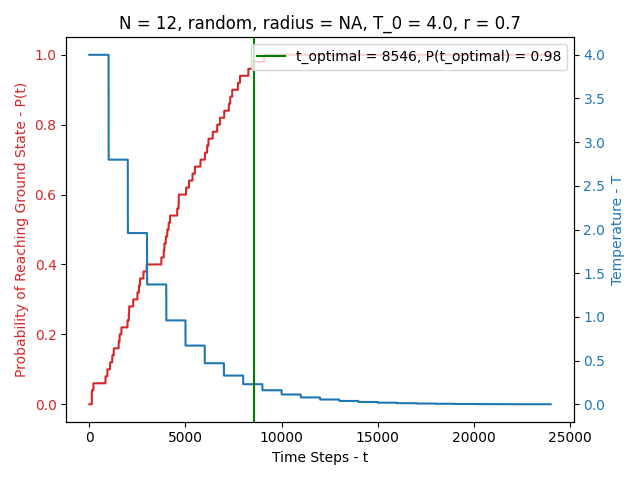 N = 12, random, radius = NA, T_0 = 4.0, r = 0.7
t_optimal = 8546, P(t_optimal) = 0.98
Probability of Reaching Ground State - P(t)
1.0
0.8
0.6
0.4
0.2
0.0
4.0
3.5
3.0
2.5
2.0
1.5
1.0
0.5
0.0
Temperature - T
0 5000 10000 15000 20000 25000
Time Steps - t